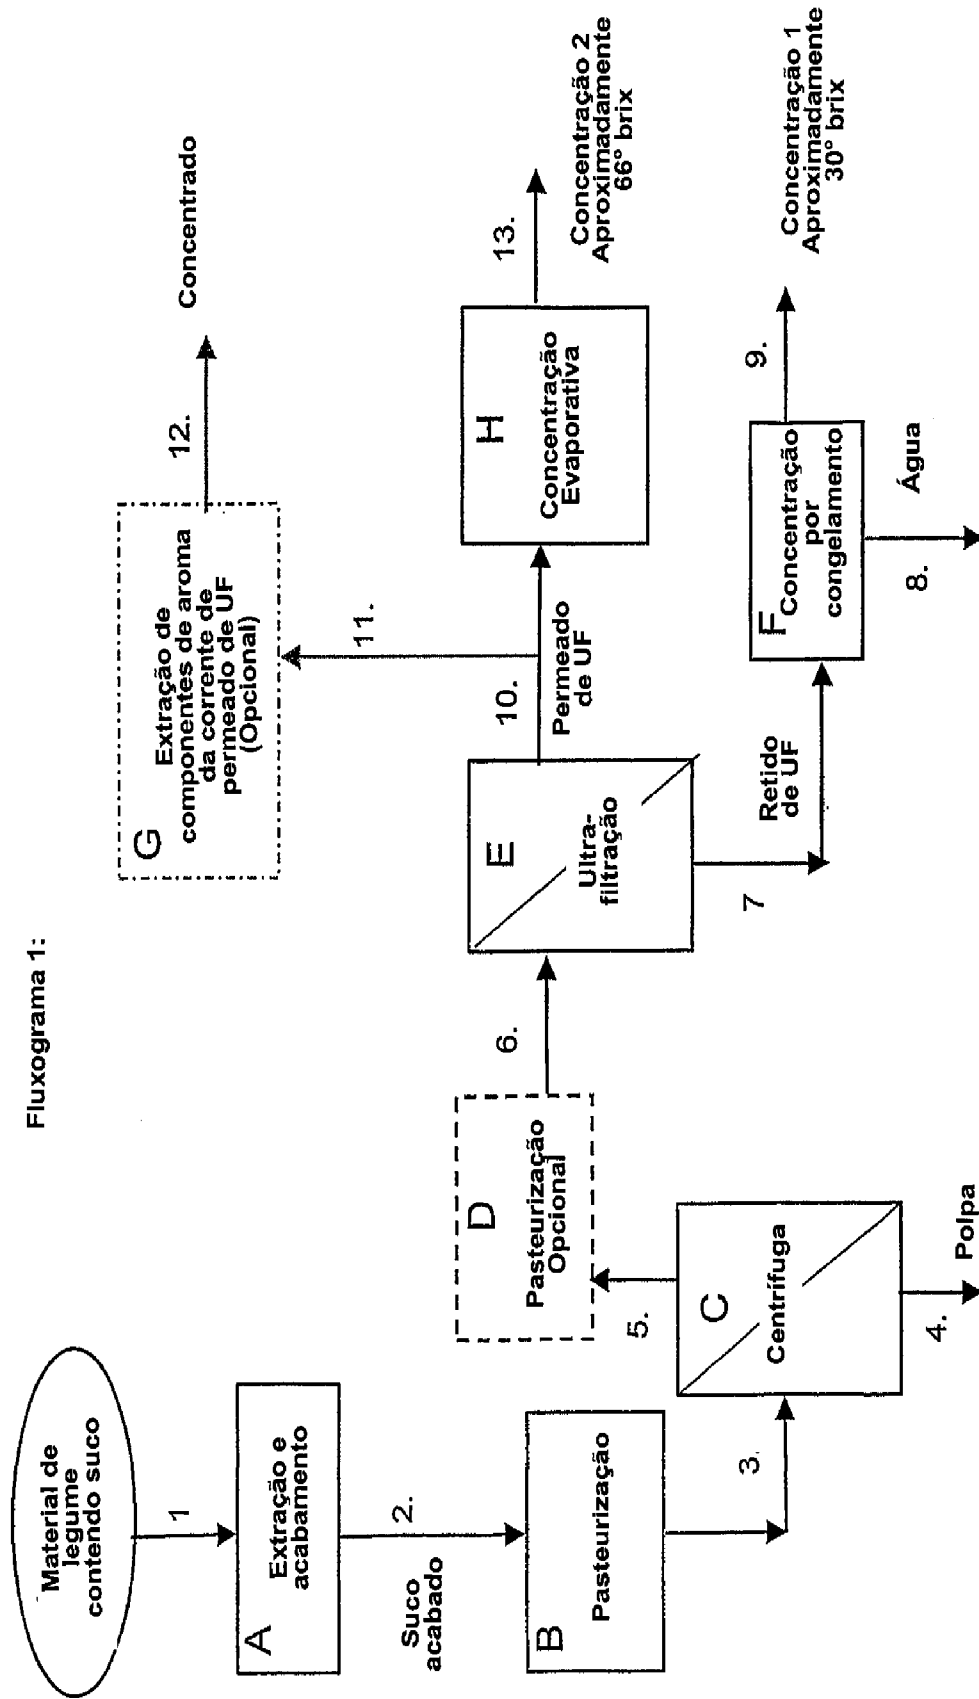 Fluxograma 1:
Material de
legume
contendo suco
1
A
Extração e
acabamento
2.
Suco
acabado
B
Pasteurização
3.
C
Centrífuga
4.
Polpa
5.
D
Pasteurização
Opcional
6.
E
Ultra-
filtração
7
Retido
de UF
F
Concentração
por
congelamento
8.
Água
9.
Concentração 1
Aproximadamente
30° brix
10.
Permeado
de UF
11.
G
Extração de
componentes de aroma
da corrente de
permeado de UF
(Opcional)
12.
Concentrado
H
Concentração
Evaporativa
13.
Concentração 2
Aproximadamente
66° brix